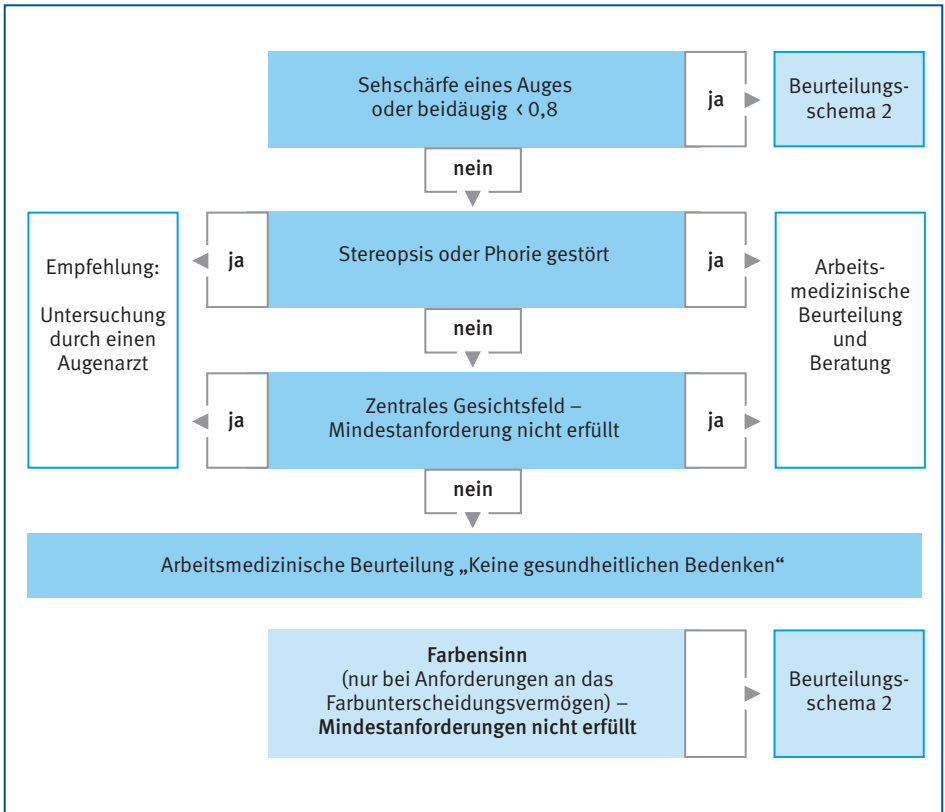 Sehschärfe eines Auges
oder beidäugig < 0,8
ja
Beurteilungs-
schema 2
nein
Empfehlung:
Untersuchung
durch einen
Augenarzt
ja
Stereopsis oder Phorie gestört
ja
Arbeits-
medizinische
Beurteilung
und
Beratung
nein
ja
Zentrales Gesichtsfeld –
Mindestanforderung nicht erfüllt
ja
nein
Arbeitsmedizinische Beurteilung „Keine gesundheitlichen Bedenken“
Farbensinn
(nur bei Anforderungen an das
Farbunterscheidungsvermögen) –
Mindestanforderungen nicht erfüllt
Beurteilungs-
schema 2